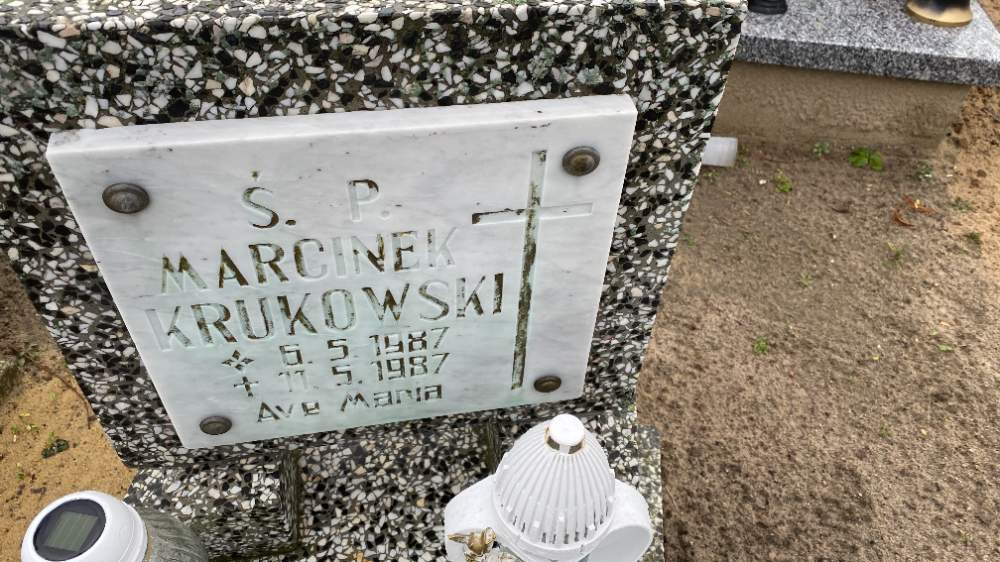 Ś. P.
MARCINEK
KRUKOWSKI
6. 5. 1987
11. 5. 1987
Ave Maria